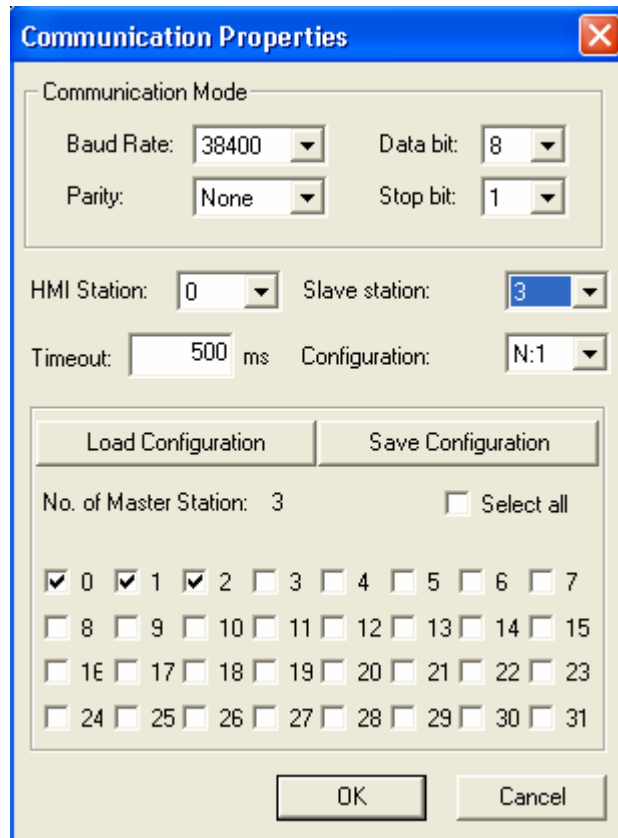 Communication Properties
Communication Mode
Baud Rate: 38400 Data bit: 8
Parity: None Stop bit: 1
HMI Station: 0 Slave station: 3
Timeout: 500 ms Configuration: N:1
Load Configuration Save Configuration
No. of Master Station: 3 Select all
0 1 2 3 4 5 6 7
8 9 10 11 12 13 14 15
16 17 18 19 20 21 22 23
24 25 26 27 28 29 30 31
OK Cancel